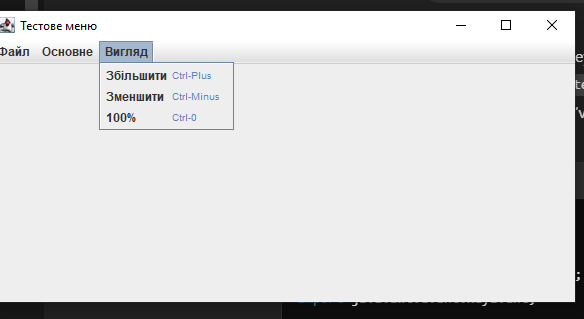 Тестове меню
Файл Основне Вигляд
Збільшити Ctrl-Plus
Зменшити Ctrl-Minus
100% Ctrl-0